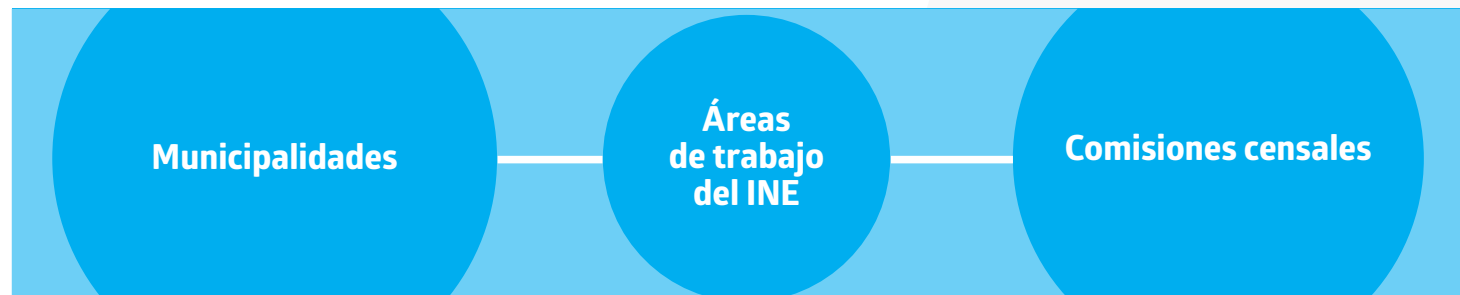 Municipalidades
Áreas
de trabajo
del INE
Comisiones censales